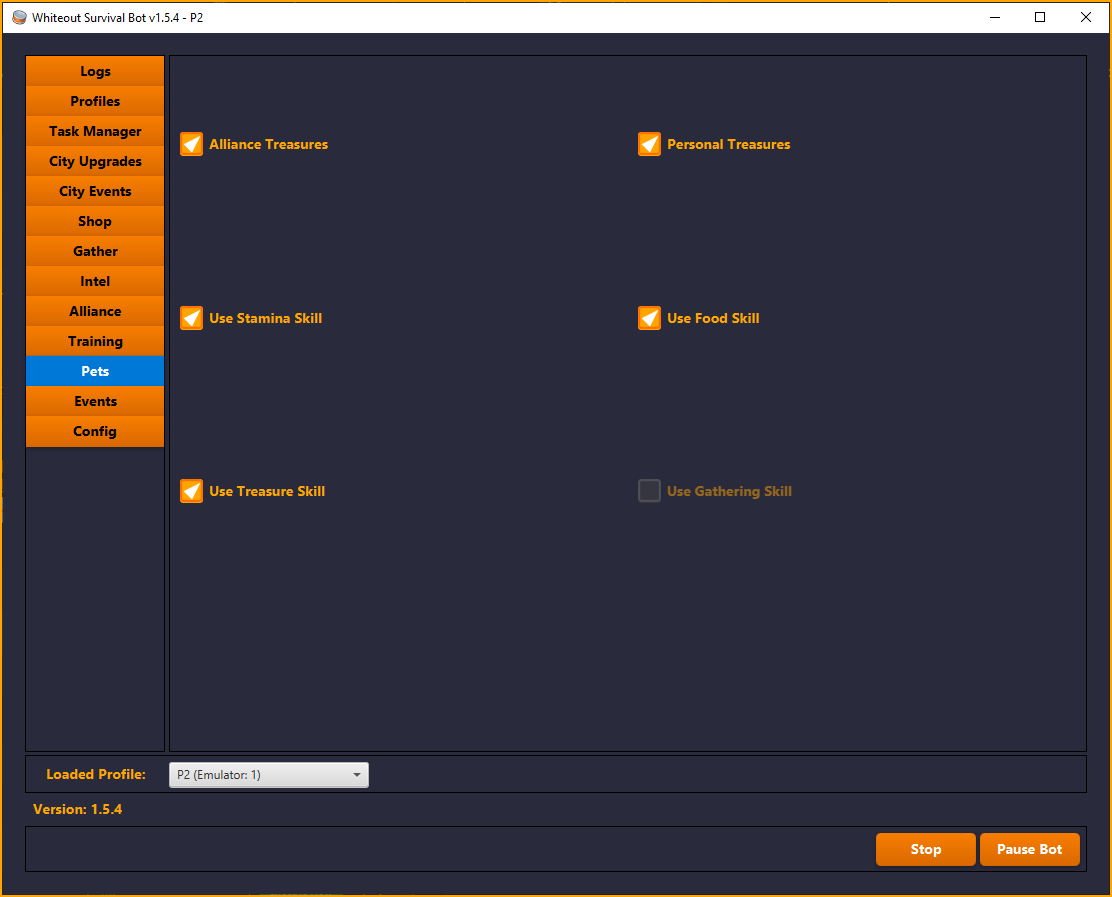 Whiteout Survival Bot v1.5.4 - P2
Logs
Profiles
Task Manager
City Upgrades
City Events
Shop
Gather
Intel
Alliance
Training
Pets
Events
Config
Alliance Treasures
Personal Treasures
Use Stamina Skill
Use Food Skill
Use Treasure Skill
Use Gathering Skill
Loaded Profile:
P2 (Emulator: 1)
Version: 1.5.4
Stop
Pause Bot